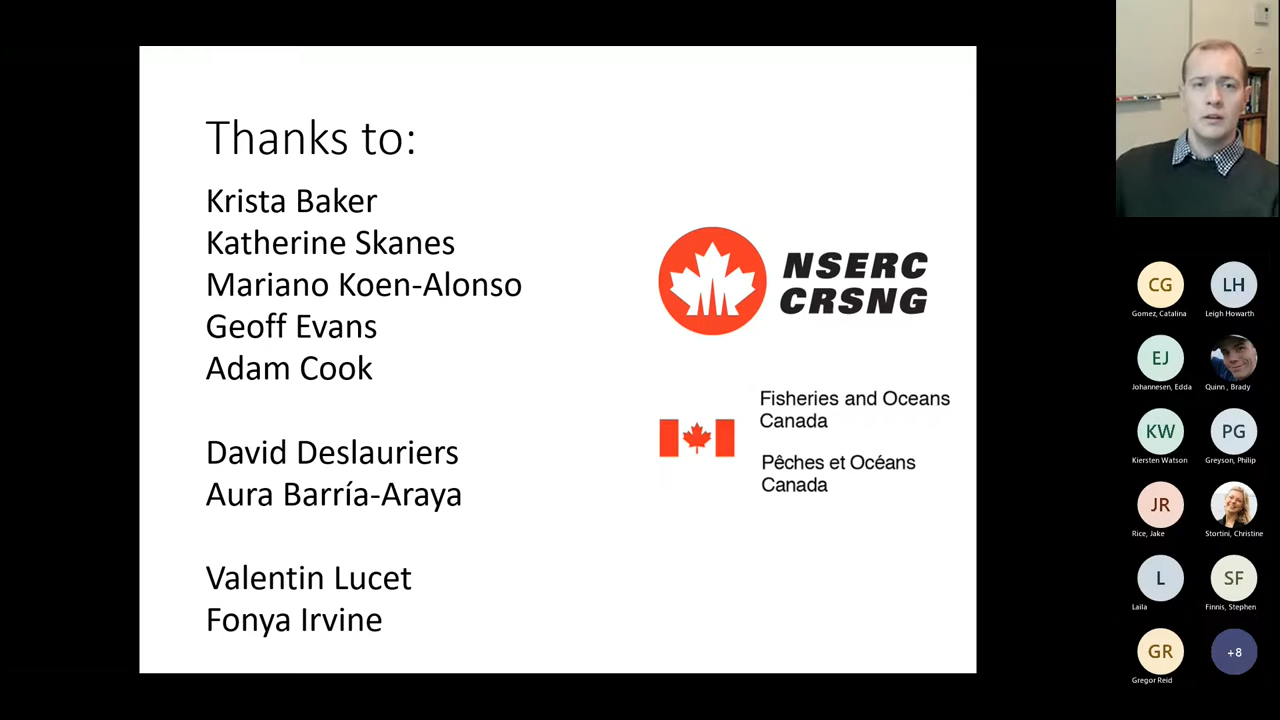 Thanks to:
Krista Baker
Katherine Skanes
Mariano Koen-Alonso
Geoff Evans
Adam Cook
David Deslauriers
Aura Barría-Araya
Valentin Lucet
Fonya Irvine
NSERC
CRSNG
Fisheries and Oceans
Canada
Pêches et Océans
Canada
CG
Gomez, Catalina
LH
Leigh Howarth
EJ
Johannesen, Edda
Quinn , Brady
KW
Kiersten Watson
PG
Greyson, Philip
JR
Rice, Jake
Stortini, Christine
L
Laila
SF
Finnis, Stephen
GR
Gregor Reid
+8